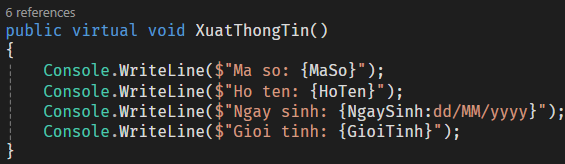 6 references
public virtual void XuatThongTin()
{
    Console.WriteLine($"Ma so: {MaSo}");
    Console.WriteLine($"Ho ten: {HoTen}");
    Console.WriteLine($"Ngay sinh: {NgaySinh:dd/MM/yyyy}");
    Console.WriteLine($"Gioi tinh: {GioiTinh}");
}